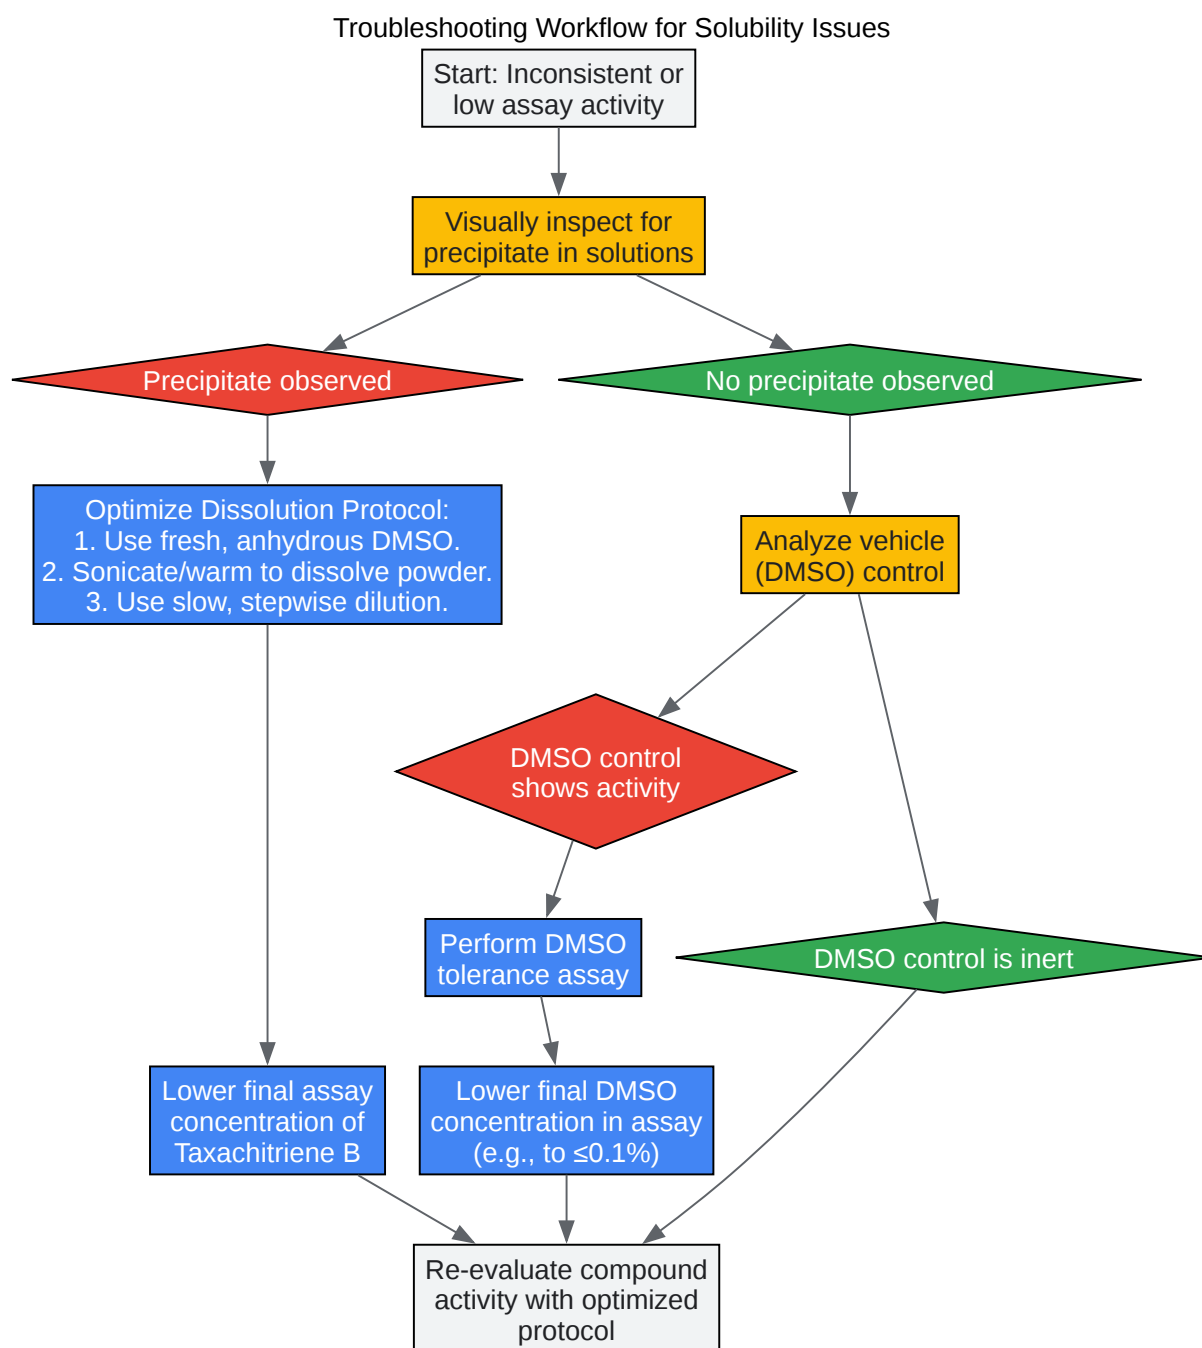 Troubleshooting Workflow for Solubility Issues
Start: Inconsistent or
low assay activity
Visually inspect for
precipitate in solutions
Precipitate observed
No precipitate observed
Optimize Dissolution Protocol:
1. Use fresh, anhydrous DMSO.
2. Sonicate/warm to dissolve powder.
3. Use slow, stepwise dilution.
Analyze vehicle
(DMSO) control
DMSO control
shows activity
Perform DMSO
tolerance assay
DMSO control is inert
Lower final assay
concentration of
Taxachitriene B
Lower final DMSO
concentration in assay
(e.g., to ≤0.1%)
Re-evaluate compound
activity with optimized
protocol